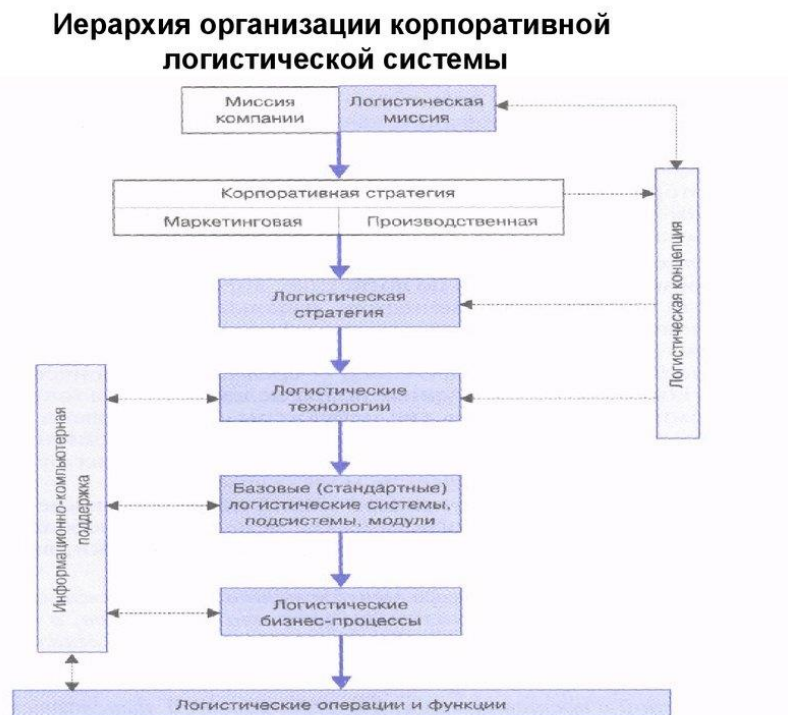 Иерархия организации корпоративной
логистической системы
Миссия
компании
Логистическая
миссия
Корпоративная стратегия
Маркетинговая
Производственная
Логистическая концепция
Логистическая
стратегия
Логистические
технологии
Информационно-компьютерная
поддержка
Базовые (стандартные)
логистические системы,
подсистемы, модули
Логистические
бизнес-процессы
Логистические операции и функции